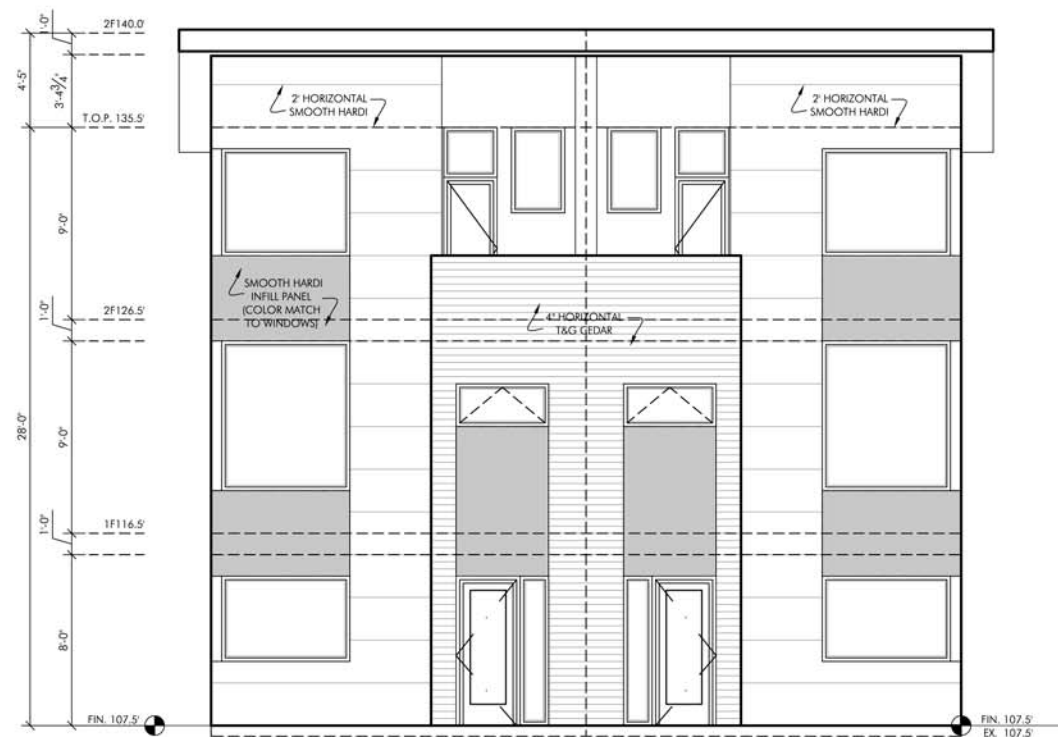 1'-0"
2F140.0'
4'-5"
3'-4 3/4"
2' HORIZONTAL
SMOOTH HARDI
2' HORIZONTAL
SMOOTH HARDI
T.O.P. 135.5'
9'-0"
SMOOTH HARDI
INFILL PANEL
(COLOR MATCH
TO WINDOWS)
2F126.5'
1'-0"
4" HORIZONTAL
T&G CEDAR
28'-0"
9'-0"
1F116.5'
1'-0"
8'-0"
FIN. 107.5'
FIN. 107.5'
EX. 107.5'